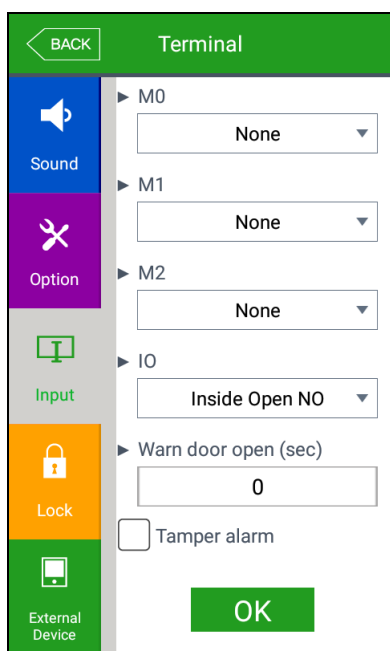 BACK
Terminal
Sound
Option
Input
Lock
External
Device
► M0
None
► M1
None
► M2
None
► IO
Inside Open NO
► Warn door open (sec)
0
Tamper alarm
OK